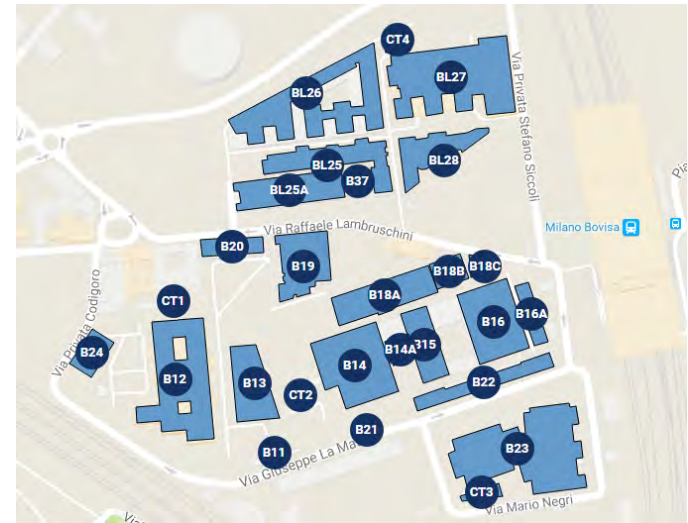 CT4
BL26
BL27
Via Privata Stefano Siccoli
BL25
BL28
BL25A
B37
Via Raffaele Lambruschini
Milano Bovisa
B20
B19
B18B
B18C
B18A
CT1
Via Privata Codigoro
B16
B16A
B24
B14A
B15
B12
B13
B14
B22
CT2
B21
B11
Via Giuseppe La Ma
B23
CT3
Via Mario Negri